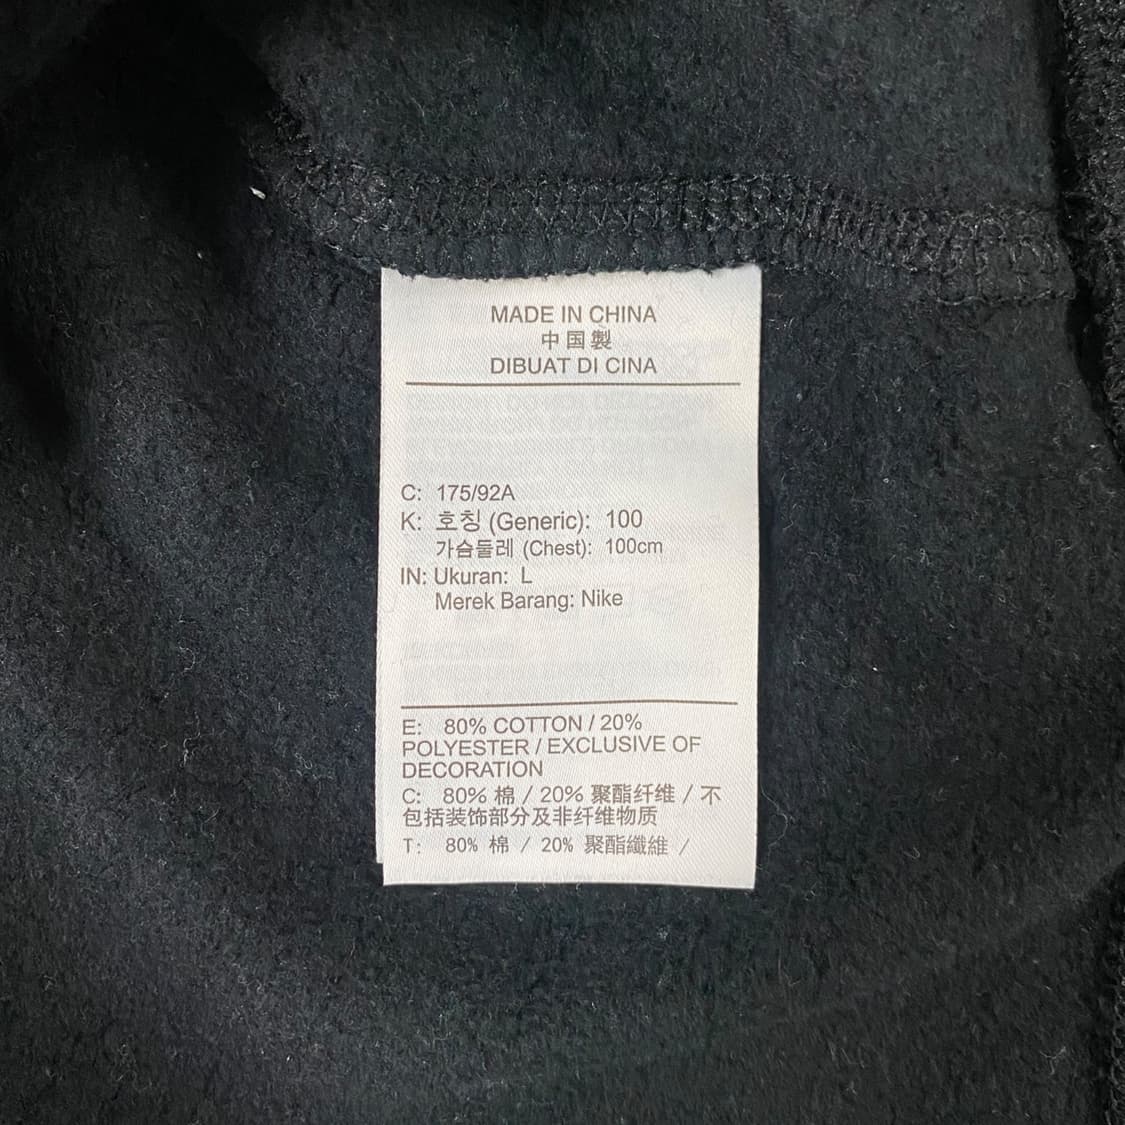 MADE IN CHINA
中国製
DIBUAT DI CINA
C: 175/92A
K: 호칭 (Generic): 100
가슴둘레 (Chest): 100cm
IN: Ukuran: L
Merek Barang: Nike
E: 80% COTTON / 20%
POLYESTER / EXCLUSIVE OF
DECORATION
C: 80% 棉 / 20% 聚酯纤维 / 不
包括装饰部分及非纤维物质
T: 80% 棉 / 20% 聚酯纖維 /